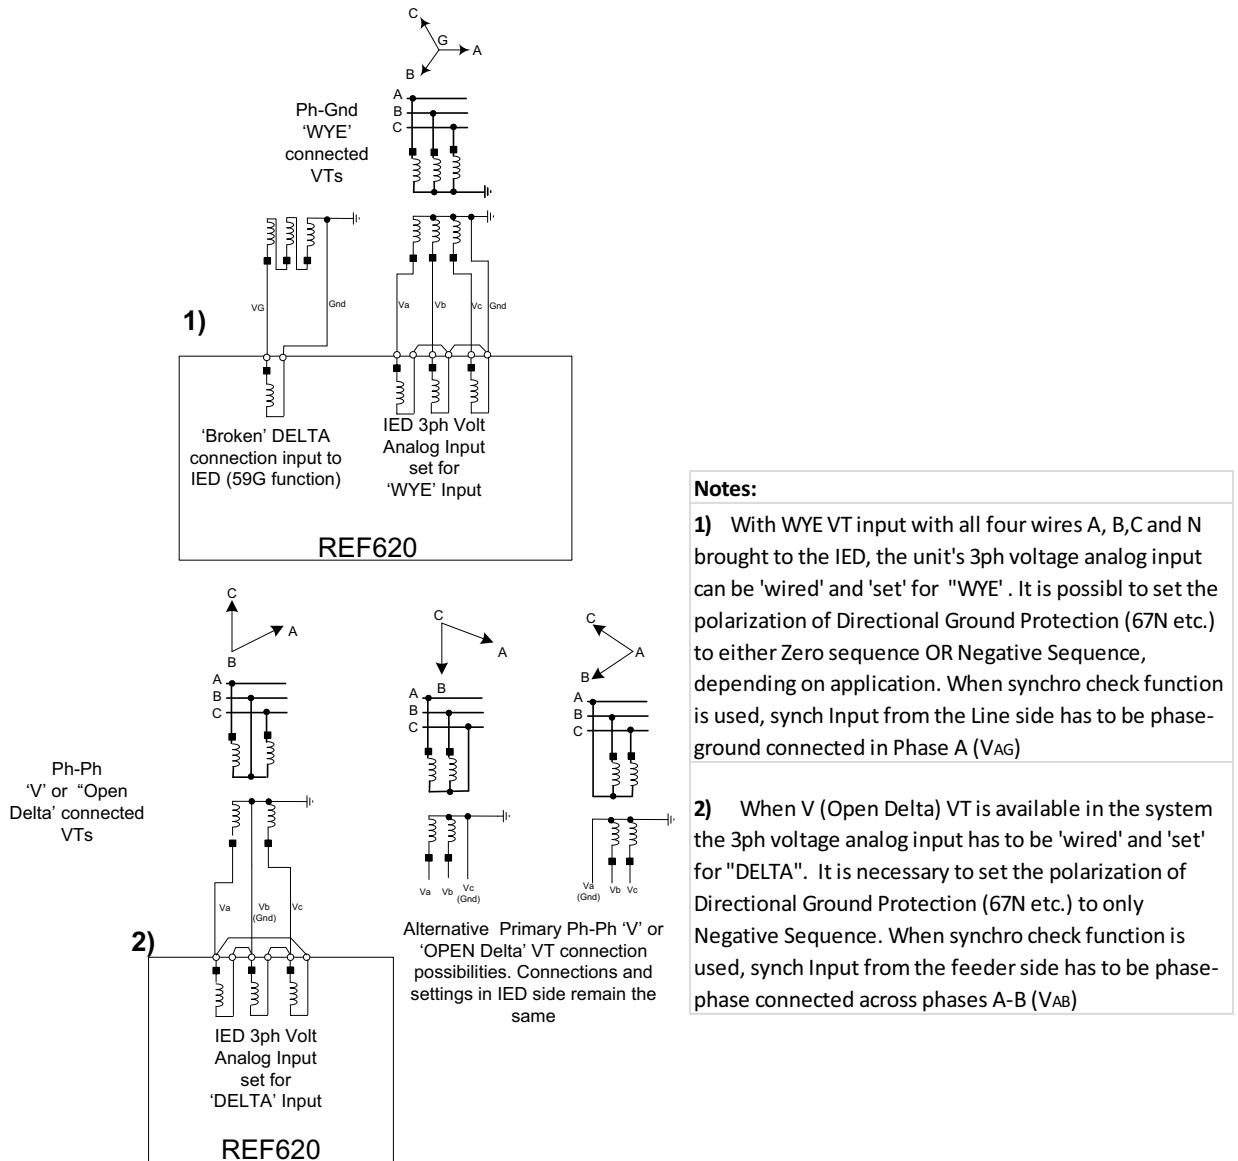 C
G
A
B
A
B
C
Ph-Gnd
'WYE'
connected
VTs
VG
Gnd
Va
Vb
Vc
Gnd
1)
'Broken' DELTA
connection input to
IED (59G function)
IED 3ph Volt
Analog Input
set for
'WYE' Input
REF620
C
A
B
A
B
C
Ph-Ph
'V' or "Open
Delta' connected
VTs
Va
Vb
(Gnd)
Vc
2)
IED 3ph Volt
Analog Input
set for
'DELTA' Input
REF620
C
A
B
A
B
C
Va
Vb
Vc
(Gnd)
C
A
B
A
B
C
Va
(Gnd)
Vb
Vc
Alternative Primary Ph-Ph 'V' or
'OPEN Delta' VT connection
possibilities. Connections and
settings in IED side remain the
same
Notes:
1) With WYE VT input with all four wires A, B,C and N
brought to the IED, the unit's 3ph voltage analog input
can be 'wired' and 'set' for "WYE' . It is possibl to set the
polarization of Directional Ground Protection (67N etc.)
to either Zero sequence OR Negative Sequence,
depending on application. When synchro check function
is used, synch Input from the Line side has to be phase-
ground connected in Phase A (VAG)
2) When V (Open Delta) VT is available in the system
the 3ph voltage analog input has to be 'wired' and 'set'
for "DELTA". It is necessary to set the polarization of
Directional Ground Protection (67N etc.) to only
Negative Sequence. When synchro check function is
used, synch Input from the feeder side has to be phase-
phase connected across phases A-B (VAB)